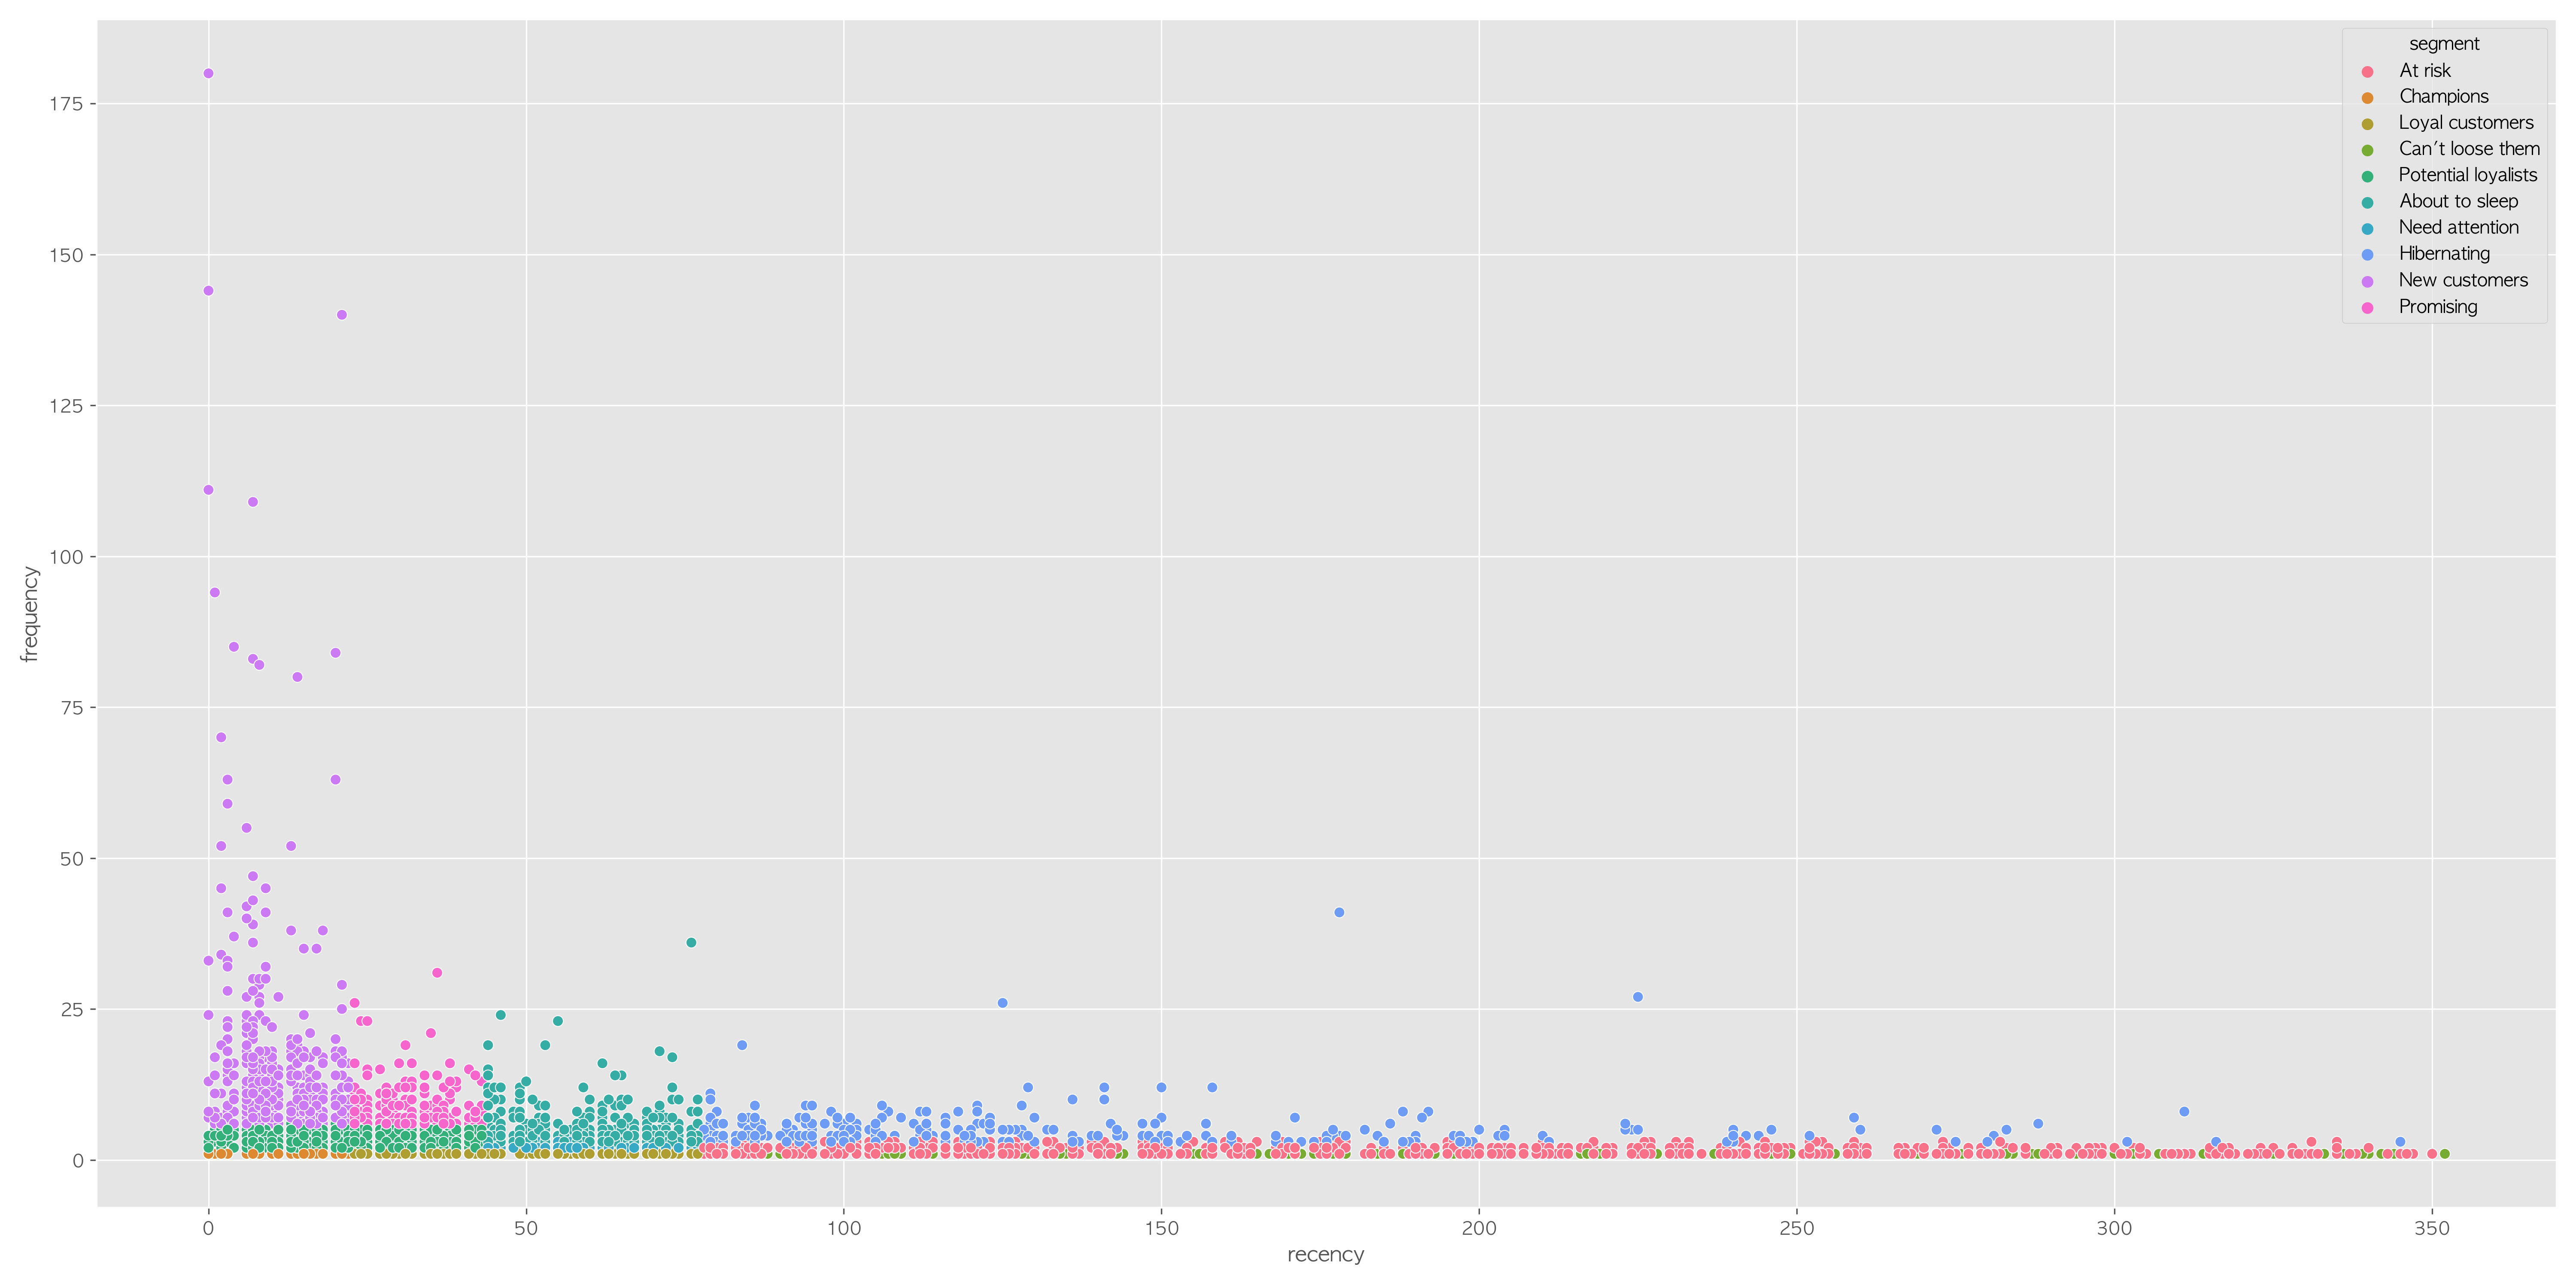 segment
At risk
Champions
Loyal customers
Can't loose them
Potential loyalists
About to sleep
Need attention
Hibernating
New customers
Promising
175
150
125
100
75
50
25
0
frequency
0 50 100 150 200 250 300 350
recency